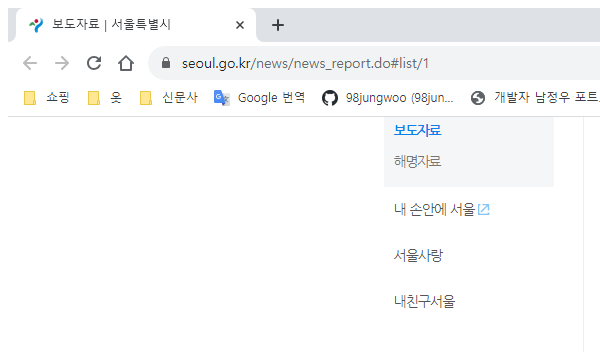 보도자료 | 서울특별시
seoul.go.kr/news/news_report.do#list/1
쇼핑 옷 신문사 Google 번역 98jungwoo (98jun... 개발자 남정우 포트
보도자료
해명자료
내 손안에 서울
서울사랑
내친구서울